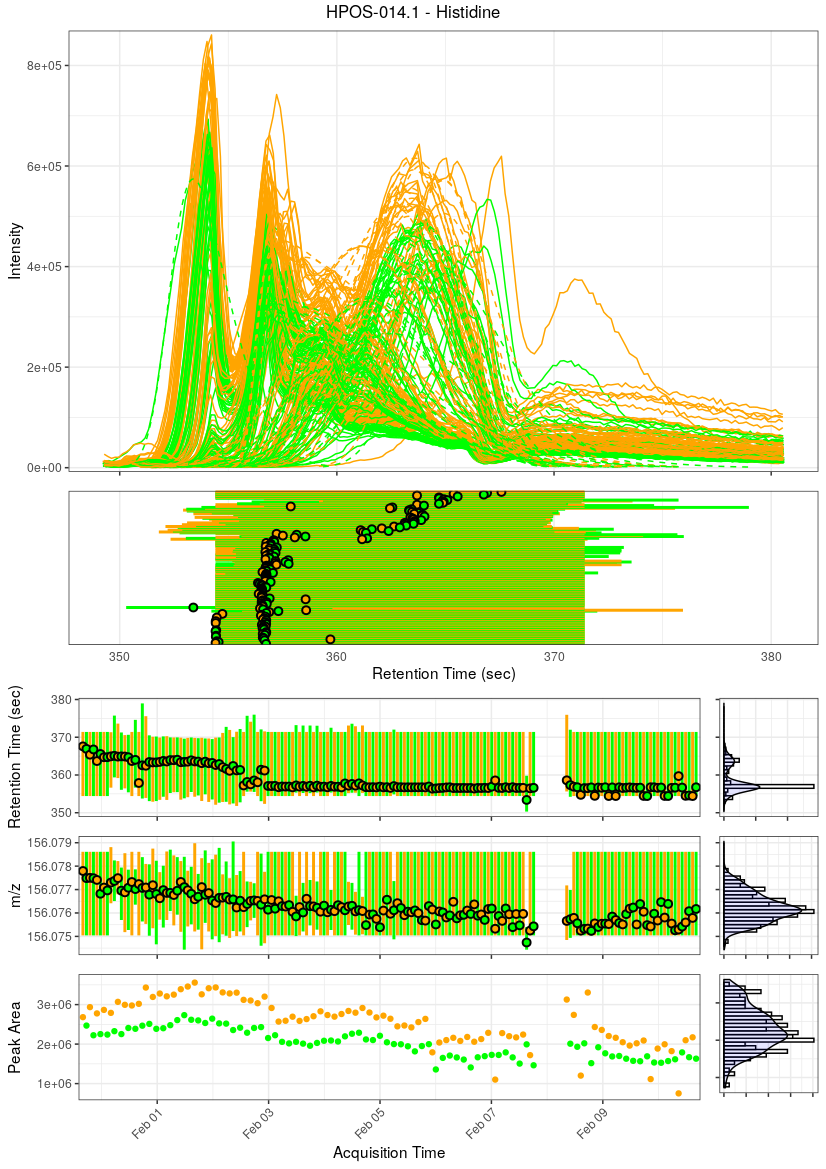 HPOS-014.1 - Histidine
Intensity
8e+05
6e+05
4e+05
2e+05
0e+00
350
360
370
380
Retention Time (sec)
Retention Time (sec)
380
370
360
350
m/z
156.079
156.078
156.077
156.076
156.075
Peak Area
3e+06
2e+06
1e+06
Feb 01
Feb 03
Feb 05
Feb 07
Feb 09
Acquisition Time